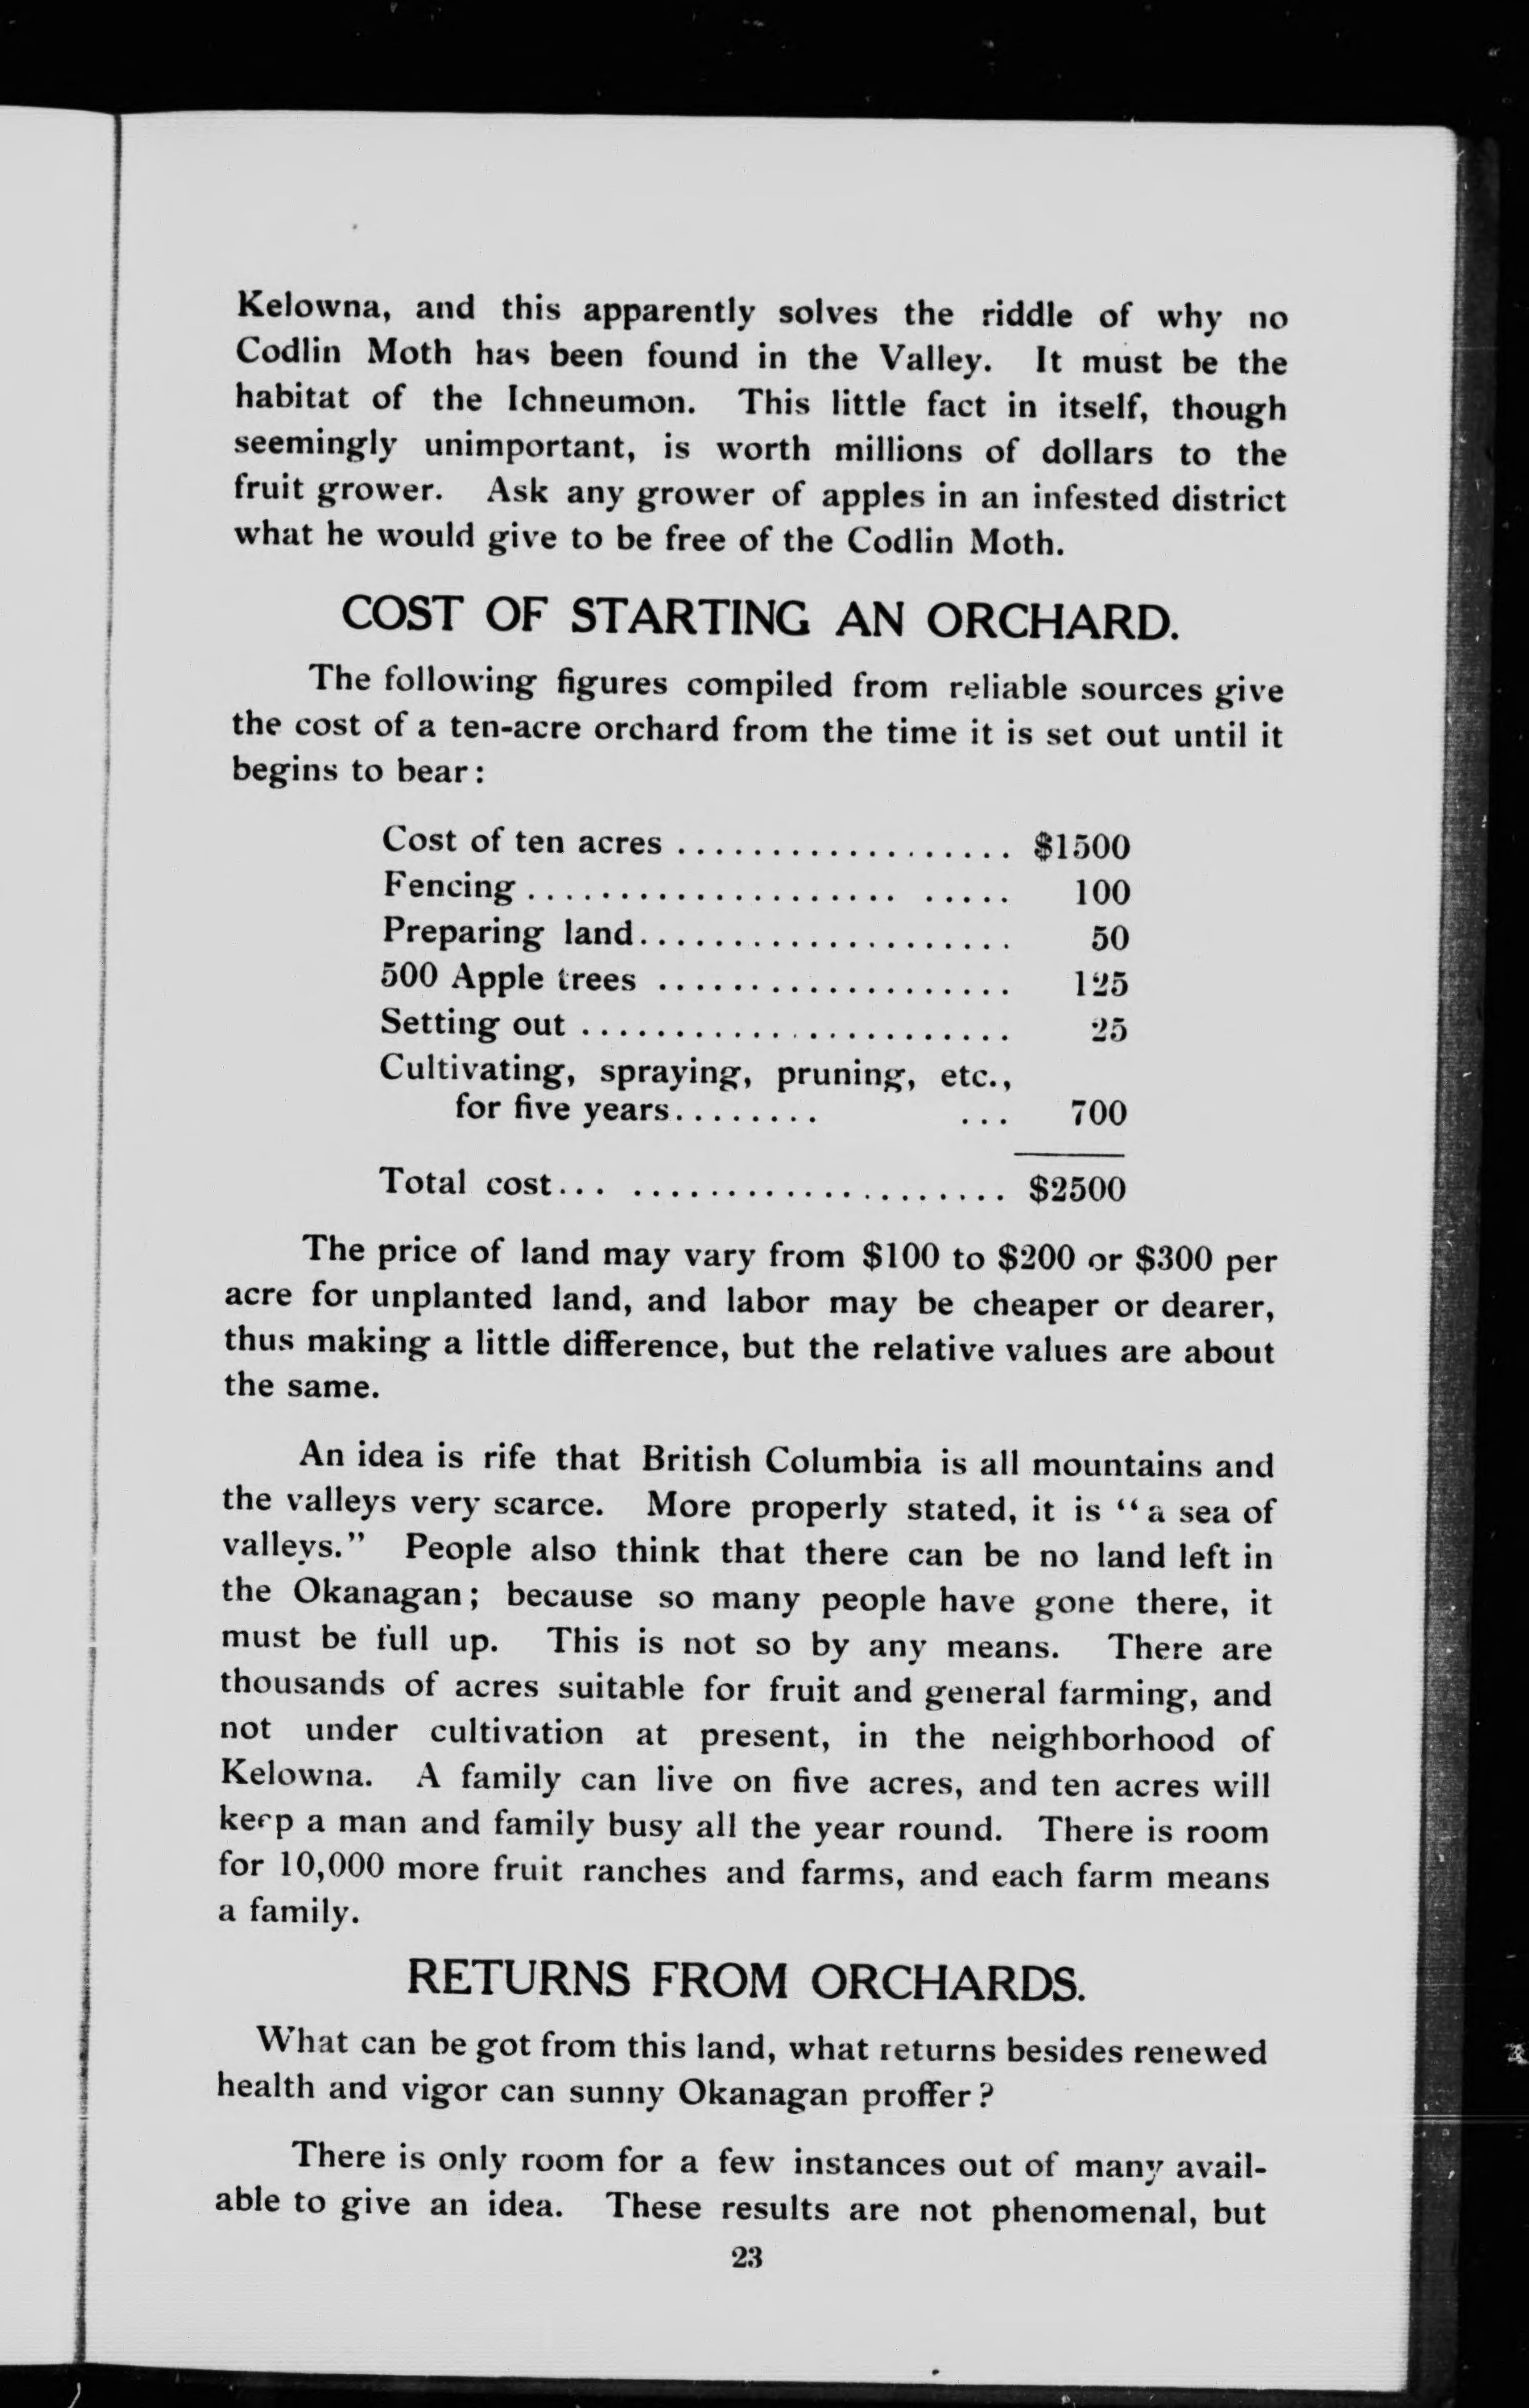 Kelowna, and this apparently solves the riddle of why no
Codlin Moth has been found in the Valley. It must be the
habitat of the Ichneumon. This little fact in itself, though
seemingly unimportant, is worth millions of dollars to the
fruit grower. Ask any grower of apples in an infested district
what he would give to be free of the Codlin Moth.
COST OF STARTING AN ORCHARD.
The following figures compiled from reliable sources give
the cost of a ten-acre orchard from the time it is set out until it
begins to bear:
Cost of ten acres .................. $1500
Fencing .................... ..... 100
Preparing land.................... 50
500 Apple trees ................... 125
Setting out ....................... 25
Cultivating, spraying, pruning, etc.,
for five years........ ... 700
Total cost... .................... $2500
The price of land may vary from $100 to $200 or $300 per
acre for unplanted land, and labor may be cheaper or dearer,
thus making a little difference, but the relative values are about
the same.
An idea is rife that British Columbia is all mountains and
the valleys very scarce. More properly stated, it is "a sea of
valleys." People also think that there can be no land left in
the Okanagan; because so many people have gone there, it
must be full up. This is not so by any means. There are
thousands of acres suitable for fruit and general farming, and
not under cultivation at present, in the neighborhood of
Kelowna. A family can live on five acres, and ten acres will
keep a man and family busy all the year round. There is room
for 10,000 more fruit ranches and farms, and each farm means
a family.
RETURNS FROM ORCHARDS.
What can be got from this land, what returns besides renewed
health and vigor can sunny Okanagan proffer?
There is only room for a few instances out of many avail-
able to give an idea. These results are not phenomenal, but
23